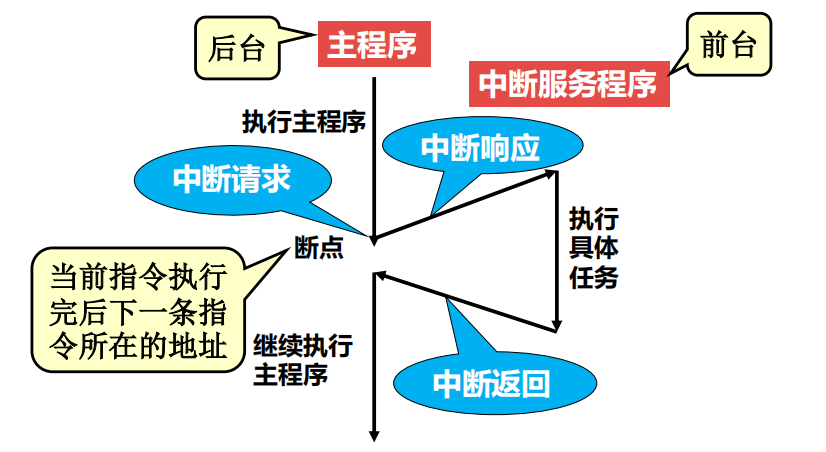 后台
主程序
前台
中断服务程序
执行主程序
中断响应
中断请求
执行
具体
任务
断点
当前指令执行
完后下一条指
令所在的地址
继续执行
主程序
中断返回